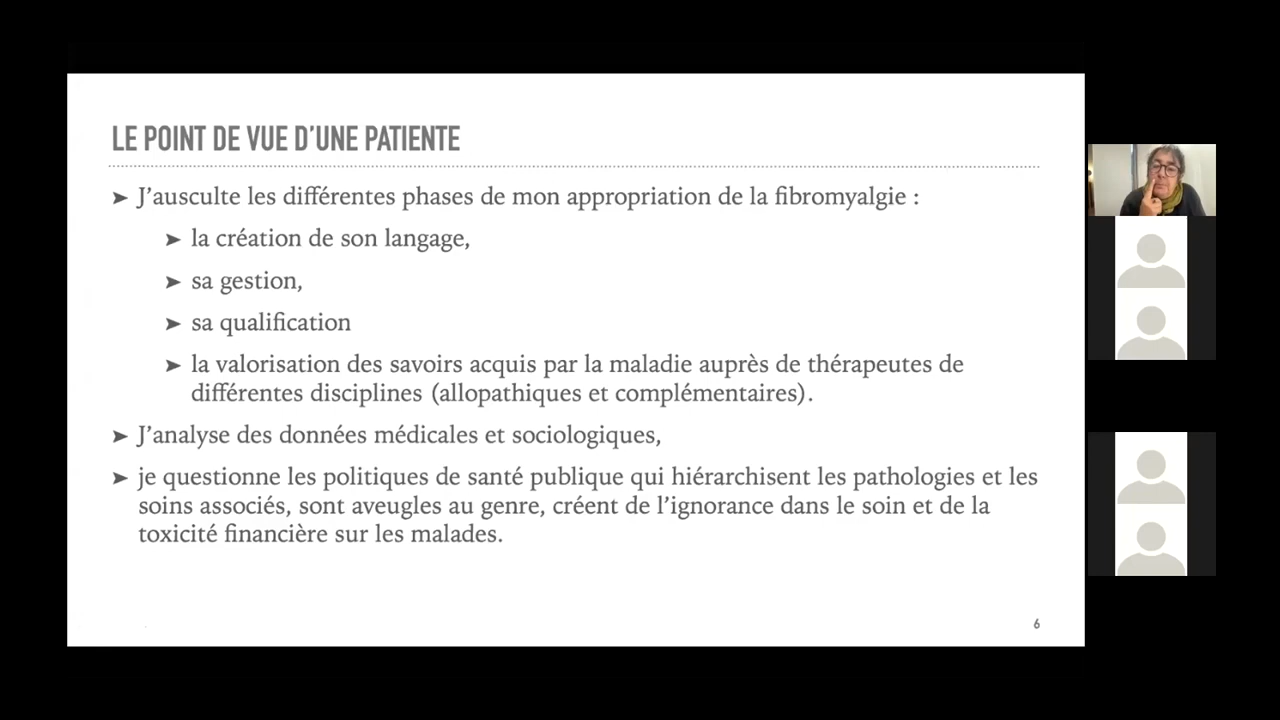 LE POINT DE VUE D’UNE PATIENTE
➤ J’ausculte les différentes phases de mon appropriation de la fibromyalgie :
➤ la création de son langage,
➤ sa gestion,
➤ sa qualification
➤ la valorisation des savoirs acquis par la maladie auprès de thérapeutes de
différentes disciplines (allopathiques et complémentaires).
➤ J’analyse des données médicales et sociologiques,
➤ je questionne les politiques de santé publique qui hiérarchisent les pathologies et les
soins associés, sont aveugles au genre, créent de l’ignorance dans le soin et de la
toxicité financière sur les malades.
6